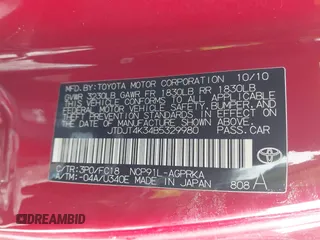 MFD. BY: TOYOTA MOTOR CORPORATION 10/10
GVWR 3230LB GAWR FR 1830LB RR 1830LB
THIS VEHICLE CONFORMS TO ALL APPLICABLE
FEDERAL MOTOR VEHICLE SAFETY, BUMPER, AND
THEFT PREVENTION STANDARDS IN EFFECT ON
THE DATE OF MANUFACTURE SHOWN ABOVE.
JTDJT4K34B5329980 PASS. CAR
C/TR:3P0/FC18 NCP91L-AGPRKA
A/TM:-04A/U340E MADE IN JAPAN
TOYOTA
808 A
DREAMBID